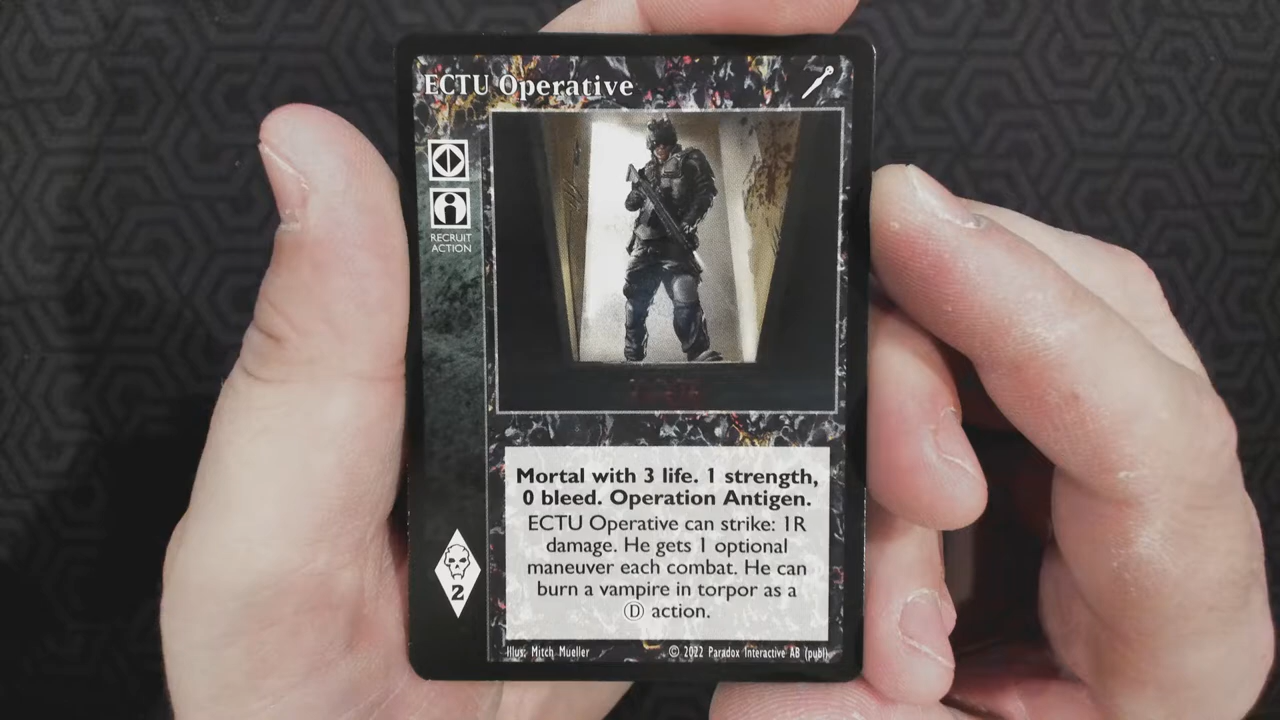 ECTU Operative
RECRUIT
ACTION
Mortal with 3 life. 1 strength,
0 bleed. Operation Antigen.
ECTU Operative can strike: 1R
damage. He gets 1 optional
maneuver each combat. He can
burn a vampire in torpor as a
Ⓓ action.
2
Illus: Mitch Mueller
© 2022 Paradox Interactive AB (publ)